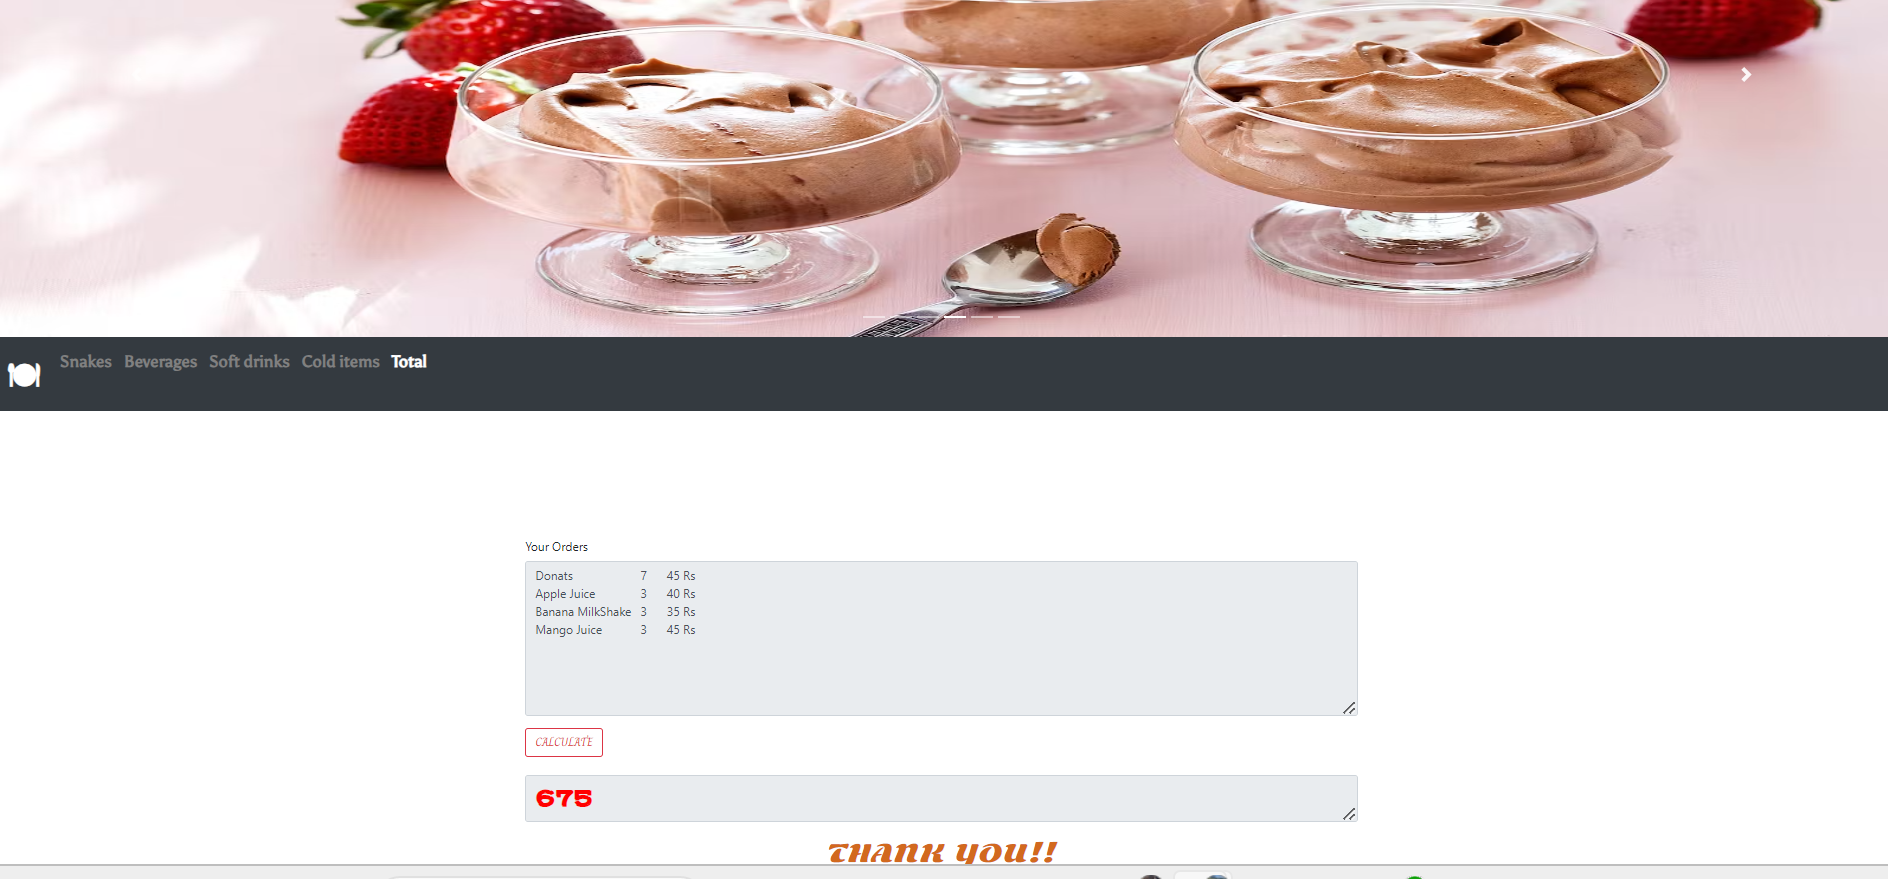 Snakes Beverages Soft drinks Cold items Total
Your Orders
Donats 7 45 Rs
Apple Juice 3 40 Rs
Banana MilkShake 3 35 Rs
Mango Juice 3 45 Rs
CALCULATE
675
THANK YOU!!